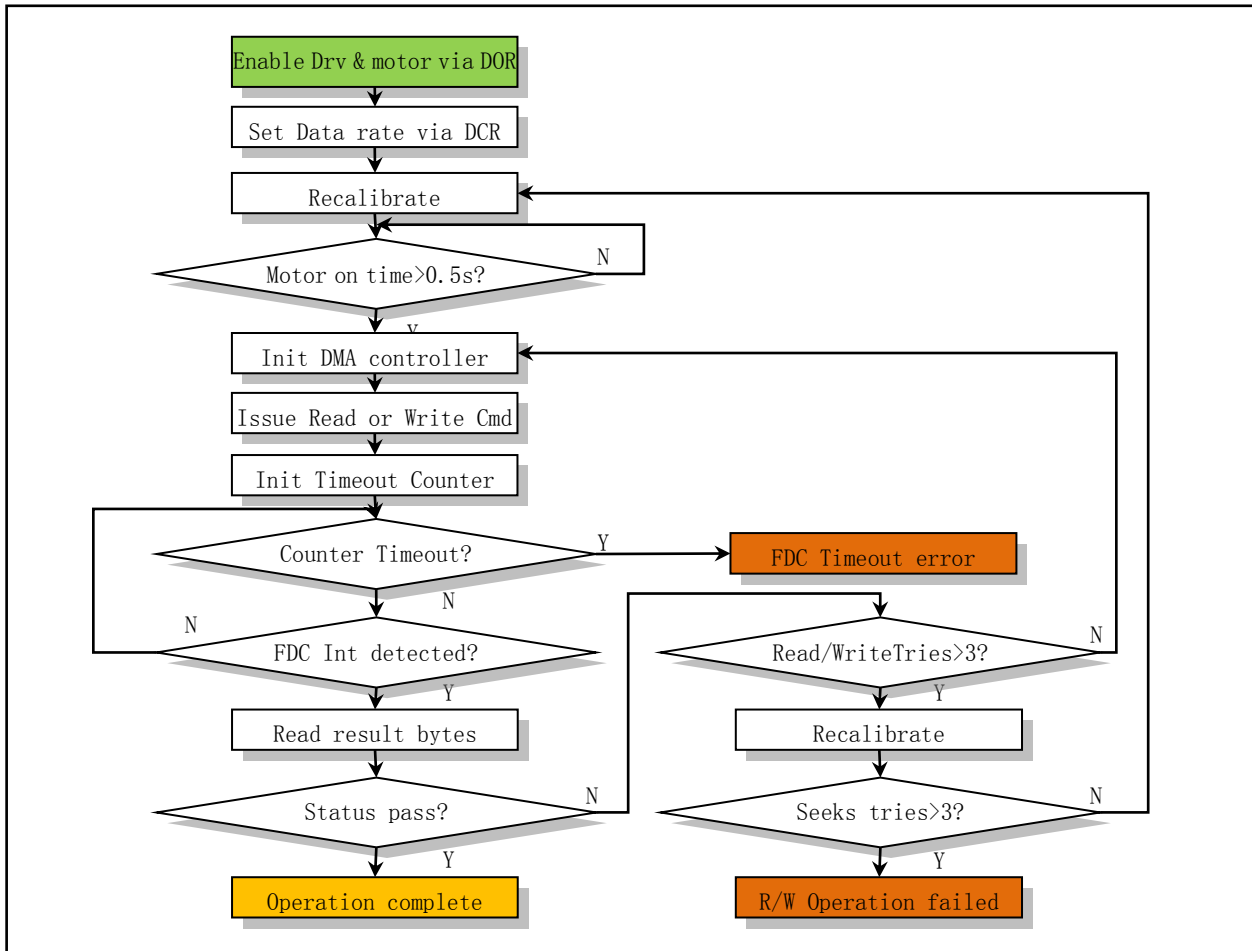 Enable Drv & motor via DOR
Set Data rate via DCR
Recalibrate
N
Motor on time>0.5s?
Y
Init DMA controller
Issue Read or Write Cmd
Init Timeout Counter
Counter Timeout?
Y
FDC Timeout error
N
N
FDC Int detected?
Read/WriteTries>3?
N
Y
Y
Read result bytes
Recalibrate
Status pass?
N
Seeks tries>3?
N
Y
Y
Operation complete
R/W Operation failed